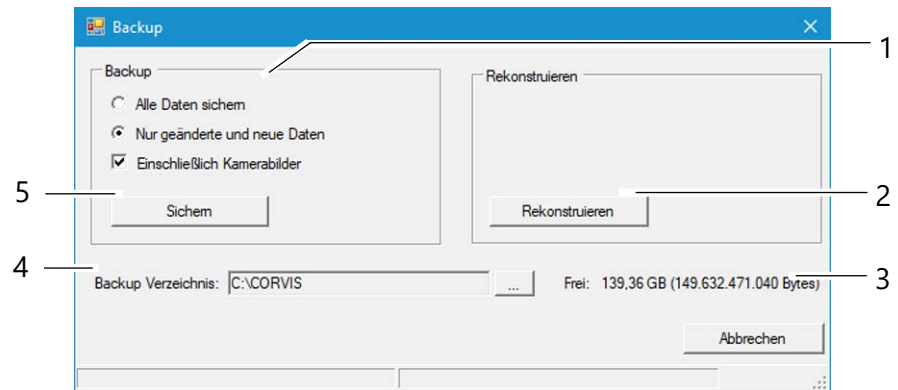 Backup
1
Backup
Rekonstruieren
Alle Daten sichern
Nur geänderte und neue Daten
Einschließlich Kamerabilder
5
2
Sichern
Rekonstruieren
4
3
Backup Verzeichnis: C:\CORVIS ... Frei: 139,36 GB (149.632.471.040 Bytes)
Abbrechen